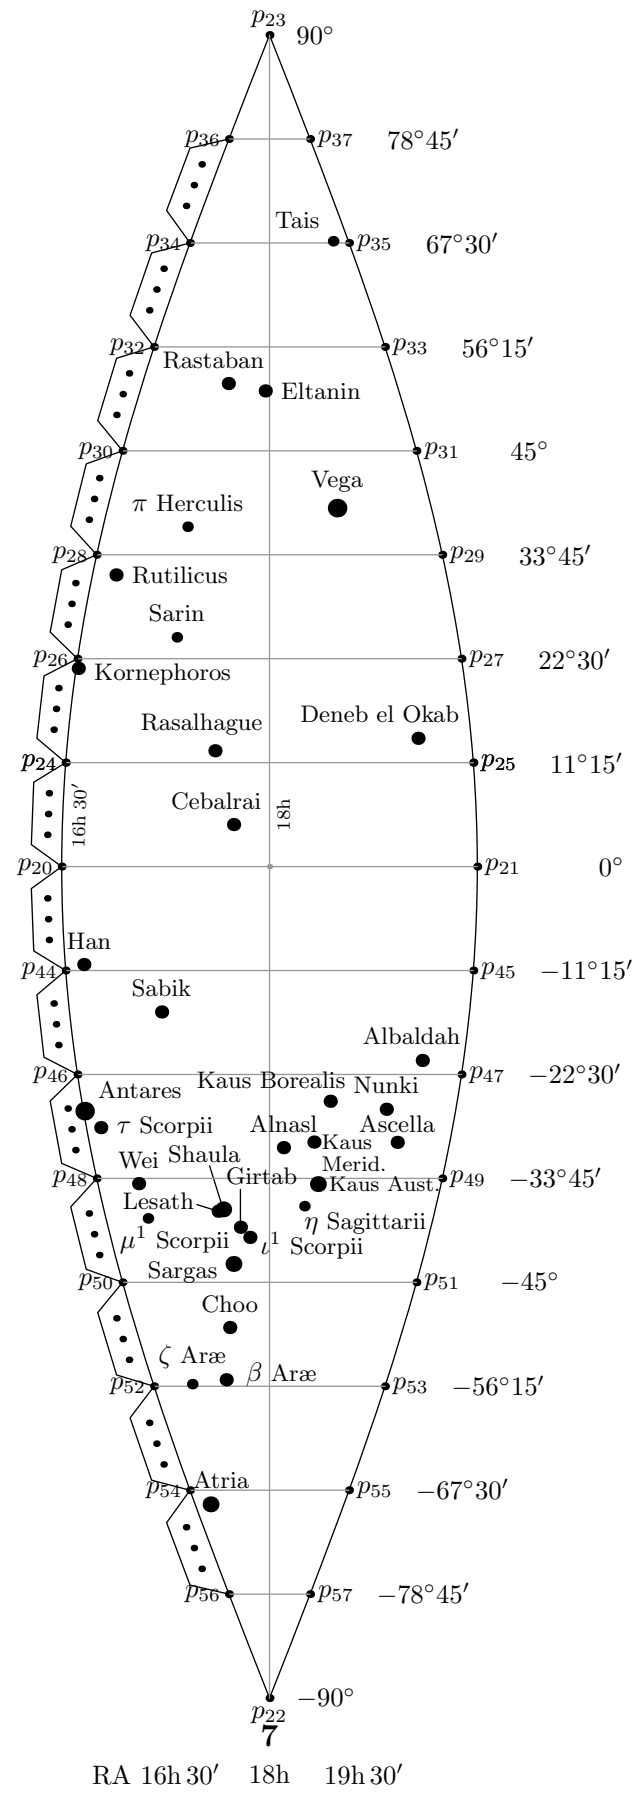 p23
90°
p36
p37
78°45′
Tais
p34
p35
67°30′
p32
p33
56°15′
Rastaban
Eltanin
p30
p31
45°
Vega
π Herculis
p28
p29
33°45′
Rutilicus
Sarin
p26
p27
22°30′
Kornephoros
Deneb el Okab
Rasalhague
p24
p25
11°15′
16h 30′
18h
Cebalrai
p20
p21
0°
Han
p44
p45
−11°15′
Sabik
Albaldah
p46
p47
−22°30′
Kaus Borealis
Nunki
Antares
τ Scorpii
Alnasl
Ascella
Kaus
Merid.
Wei
Shaula
Girtab
p48
p49
−33°45′
Kaus Aust.
Lesath
η Sagittarii
μ1 Scorpii
ι1 Scorpii
Sargas
p50
p51
−45°
Choo
ζ Aræ
β Aræ
p52
p53
−56°15′
Atria
p54
p55
−67°30′
p56
p57
−78°45′
−90°
p22
7
RA 16h 30′ 18h 19h 30′